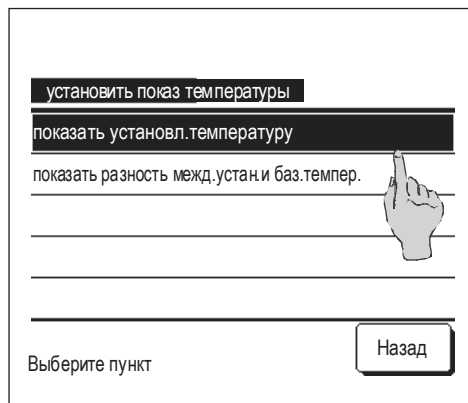 установить показ температуры
показать установл.температуру
показать разность межд.устан.и баз.темпер.
Выберите пункт
Назад